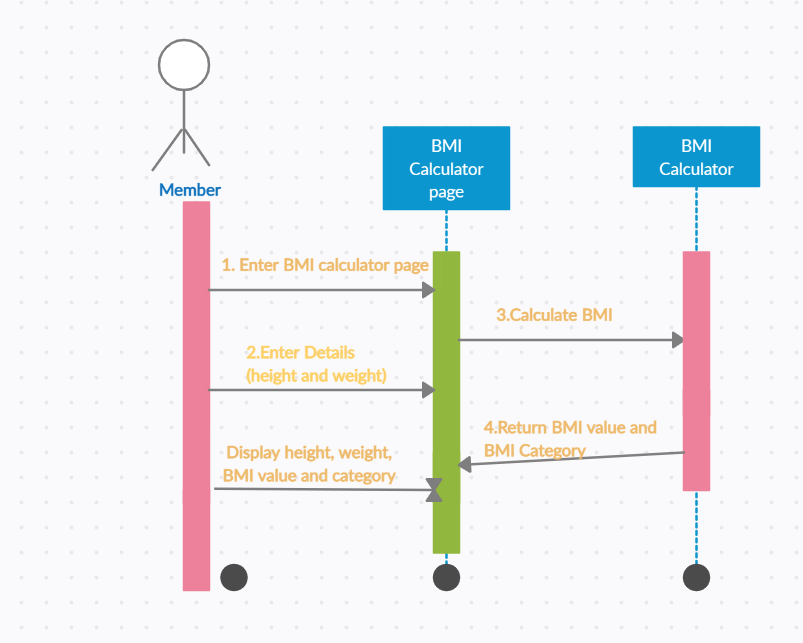 BMI
Calculator
page
BMI
Calculator
Member
1. Enter BMI calculator page
3.Calculate BMI
2.Enter Details
(height and weight)
4.Return BMI value and
BMI Category
Display height, weight,
BMI value and category